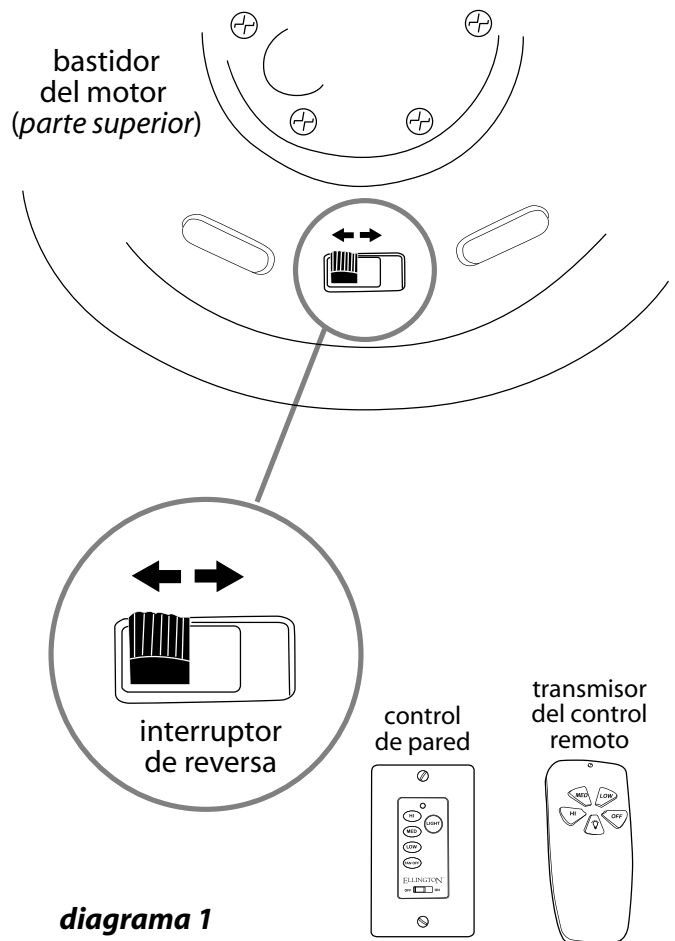 bastidor
del motor
(parte superior)
interruptor
de reversa
control
de pared
transmisor
del control
remoto
HI
MED
LOW
FAN OFF
LIGHT
ELLINGTON
OFF ON
MED LOW
HI OFF
diagrama 1